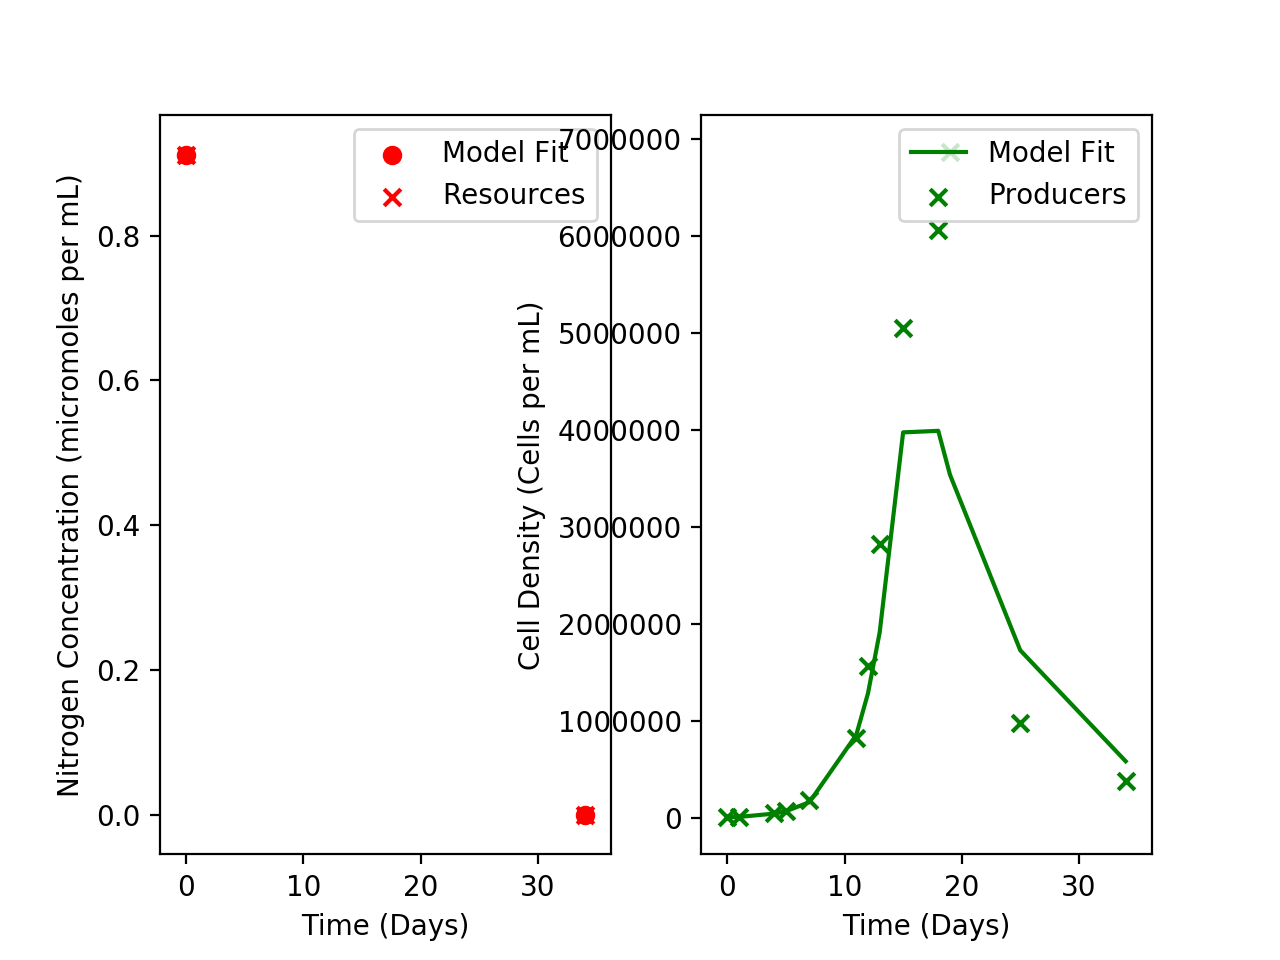 Model Fit
Resources
Nitrogen Concentration (micromoles per mL)
0.8
0.6
0.4
0.2
0.0
0 10 20 30
Time (Days)
Model Fit
Producers
Cell Density (Cells per mL)
7000000
6000000
5000000
4000000
3000000
2000000
1000000
0
0 10 20 30
Time (Days)